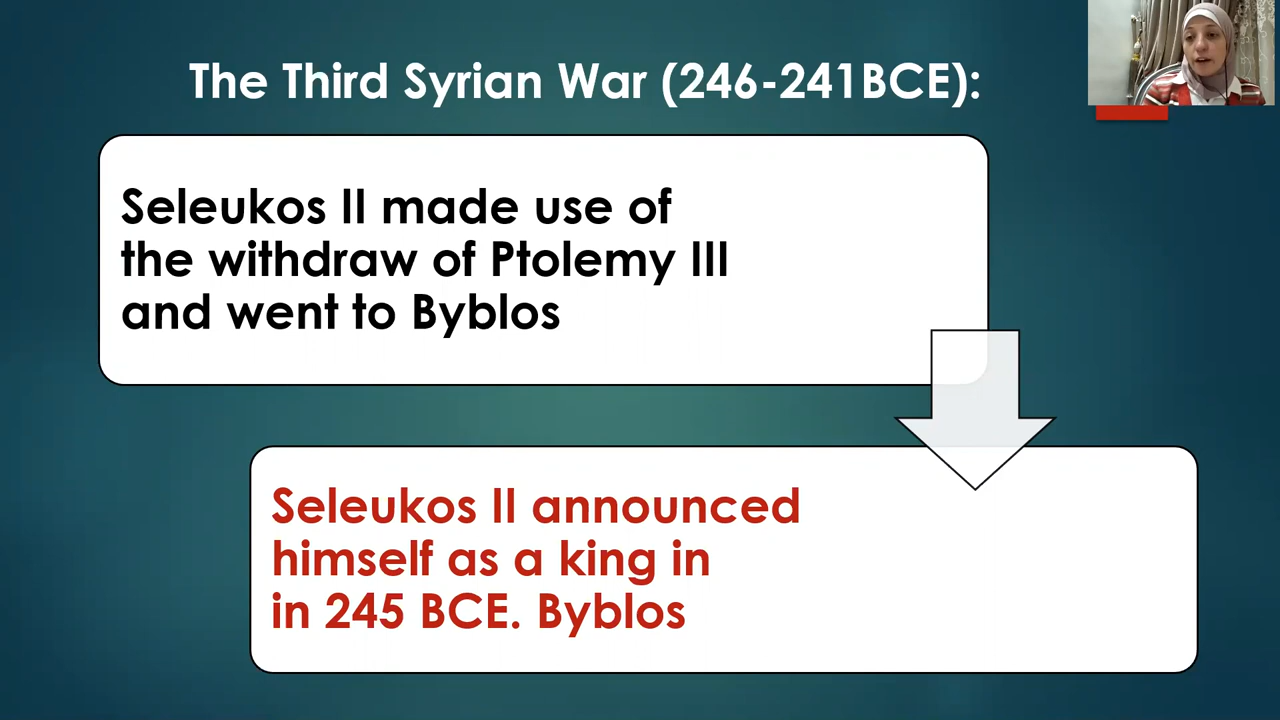 The Third Syrian War (246-241BCE):
Seleukos II made use of
the withdraw of Ptolemy III
and went to Byblos
Seleukos II announced
himself as a king in
in 245 BCE. Byblos